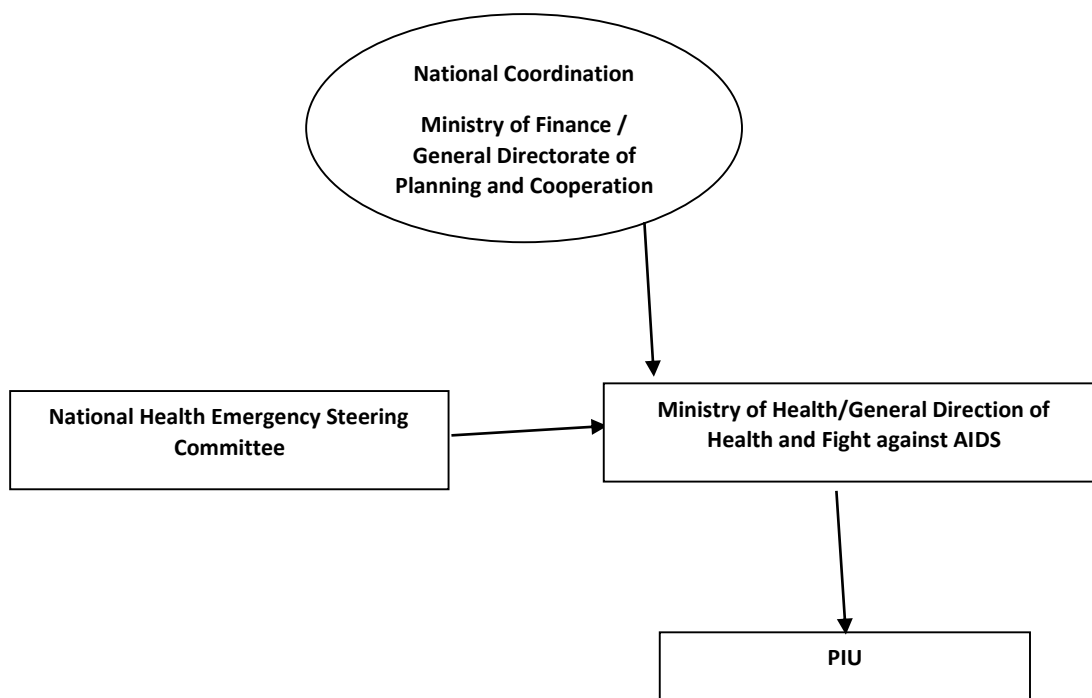 National Coordination
Ministry of Finance /
General Directorate of
Planning and Cooperation
National Health Emergency Steering
Committee
Ministry of Health/General Direction of
Health and Fight against AIDS
PIU